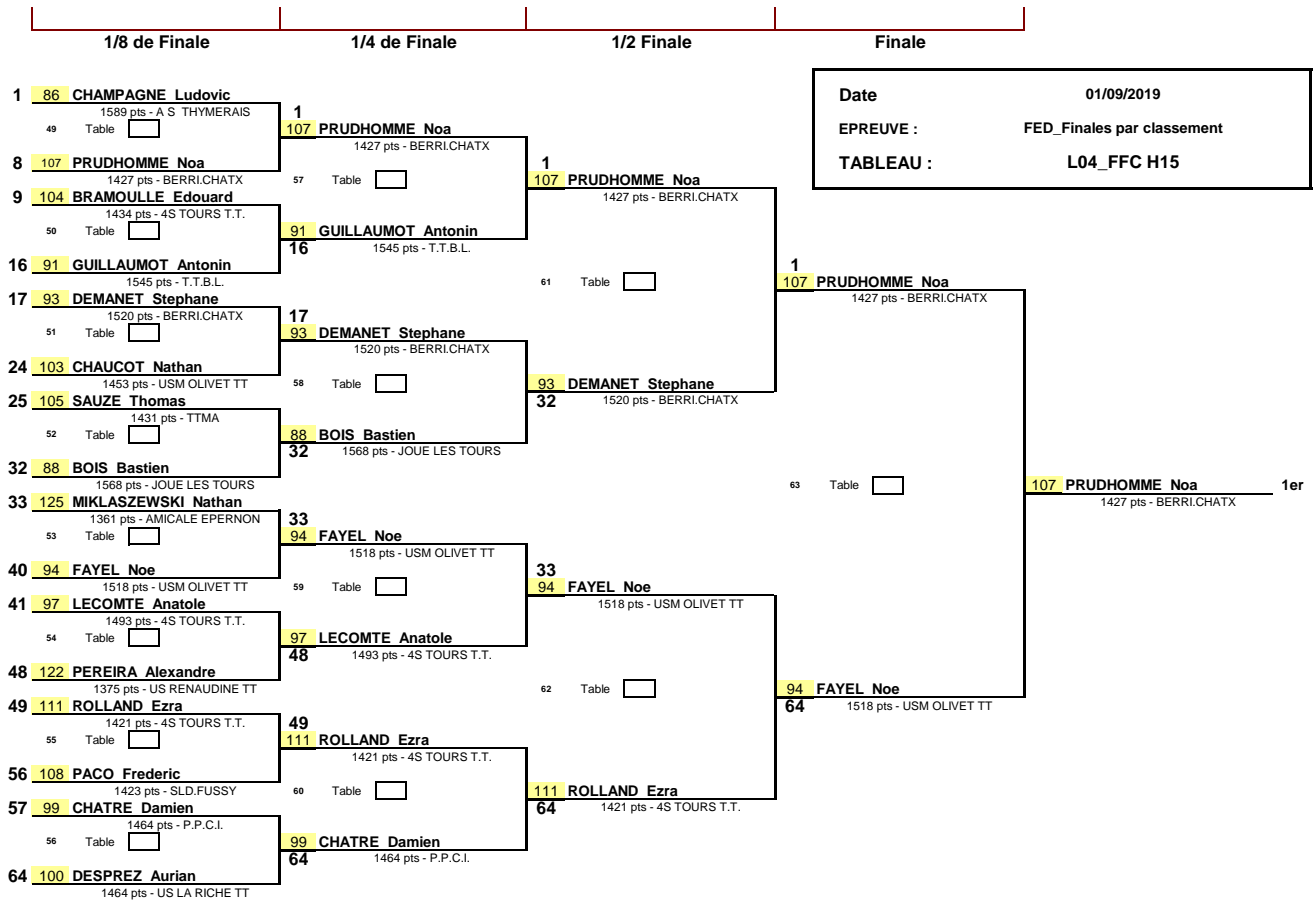 1/8 de Finale
1/4 de Finale
1/2 Finale
Finale
Date 01/09/2019
EPREUVE : FED_Finales par classement
TABLEAU : L04_FFC H15
1 86 CHAMPAGNE Ludovic
1589 pts - A S THYMERAIS
49 Table
8 107 PRUDHOMME Noa
1427 pts - BERRI.CHATX
9 104 BRAMOULLE Edouard
1434 pts - 4S TOURS T.T.
50 Table
16 91 GUILLAUMOT Antonin
1545 pts - T.T.B.L.
17 93 DEMANET Stephane
1520 pts - BERRI.CHATX
51 Table
24 103 CHAUCOT Nathan
1453 pts - USM OLIVET TT
25 105 SAUZE Thomas
1431 pts - TTMA
52 Table
32 88 BOIS Bastien
1568 pts - JOUE LES TOURS
33 125 MIKLASZEWSKI Nathan
1361 pts - AMICALE EPERNON
53 Table
40 94 FAYEL Noe
1518 pts - USM OLIVET TT
41 97 LECOMTE Anatole
1493 pts - 4S TOURS T.T.
54 Table
48 122 PEREIRA Alexandre
1375 pts - US RENAUDINE TT
49 111 ROLLAND Ezra
1421 pts - 4S TOURS T.T.
55 Table
56 108 PACO Frederic
1423 pts - SLD.FUSSY
57 99 CHATRE Damien
1464 pts - P.P.C.I.
56 Table
64 100 DESPREZ Aurian
1464 pts - US LA RICHE TT
1
107 PRUDHOMME Noa
1427 pts - BERRI.CHATX
57 Table
91 GUILLAUMOT Antonin
16 1545 pts - T.T.B.L.
17
93 DEMANET Stephane
1520 pts - BERRI.CHATX
58 Table
88 BOIS Bastien
32 1568 pts - JOUE LES TOURS
33
94 FAYEL Noe
1518 pts - USM OLIVET TT
59 Table
97 LECOMTE Anatole
48 1493 pts - 4S TOURS T.T.
49
111 ROLLAND Ezra
1421 pts - 4S TOURS T.T.
60 Table
99 CHATRE Damien
64 1464 pts - P.P.C.I.
1
107 PRUDHOMME Noa
1427 pts - BERRI.CHATX
61 Table
93 DEMANET Stephane
32 1520 pts - BERRI.CHATX
33
94 FAYEL Noe
1518 pts - USM OLIVET TT
62 Table
111 ROLLAND Ezra
64 1421 pts - 4S TOURS T.T.
1
107 PRUDHOMME Noa
1427 pts - BERRI.CHATX
63 Table
94 FAYEL Noe
64 1518 pts - USM OLIVET TT
107 PRUDHOMME Noa 1er
1427 pts - BERRI.CHATX